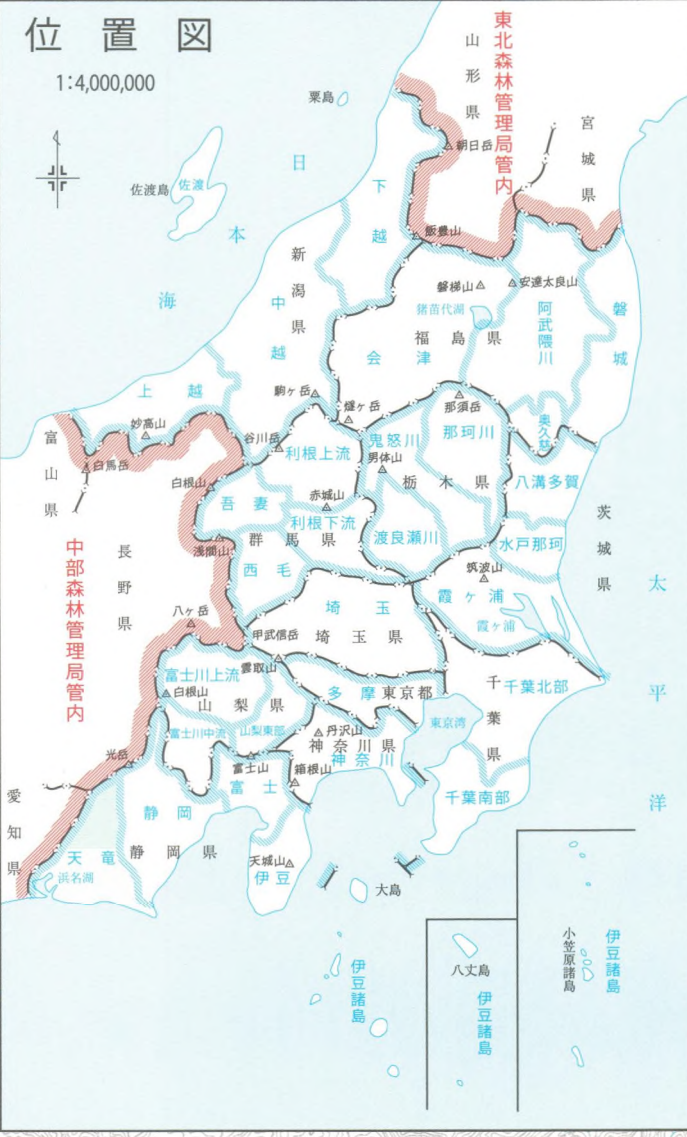 位置図
1:4,000,000
東北森林管理局管内
山形県
宮城県
粟島
朝日岳
日本海
佐渡島
佐渡
下越
飯豊山
新潟県
中越
磐梯山
安達太良山
猪苗代湖
福島県
会津
阿武隈川
磐城
上越
駒ヶ岳
燧ヶ岳
那須岳
奥久慈
妙高山
谷川岳
利根上流
鬼怒川
那珂川
富山県
白馬岳
白根山
男体山
栃木県
八溝多賀
吾妻
赤城山
利根下流
渡良瀬川
水戸那珂
茨城県
浅間山
群馬県
中部森林管理局管内
長野県
西毛
筑波山
霞ヶ浦
霞ヶ浦
太平洋
八ヶ岳
甲武信岳
埼玉
埼玉県
富士川上流
雲取山
白根山
山梨県
多摩
東京都
千葉県
千葉北部
富士川中流
山梨東部
丹沢山
神奈川県
神奈川
東京湾
光岳
富士山
箱根山
富士
千葉南部
愛知県
静岡
天竜
静岡県
天城山
伊豆
浜名湖
大島
伊豆諸島
八丈島
伊豆諸島
小笠原諸島
伊豆諸島